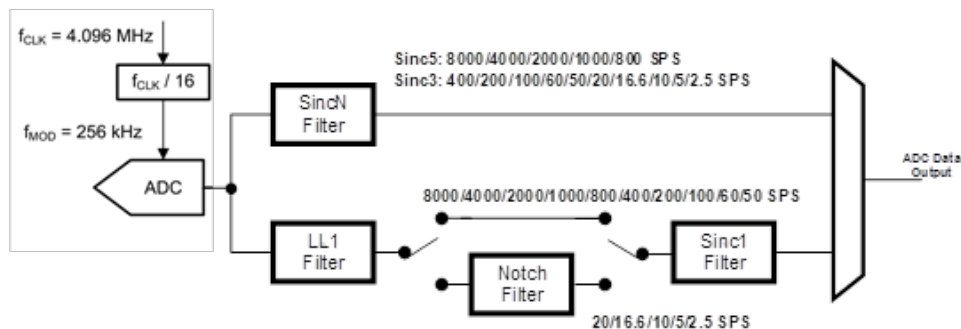 fCLK = 4.096 MHz
fCLK / 16
fMOD = 256 kHz
ADC
Sinc5: 8000/4000/2000/1000/800 SPS
Sinc3: 400/200/100/60/50/20/16.6/10/5/2.5 SPS
SincN
Filter
ADC Data
Output
8000/4000/2000/1000/800/400/200/100/60/50 SPS
LL1
Filter
Notch
Filter
Sinc1
Filter
20/16.6/10/5/2.5 SPS